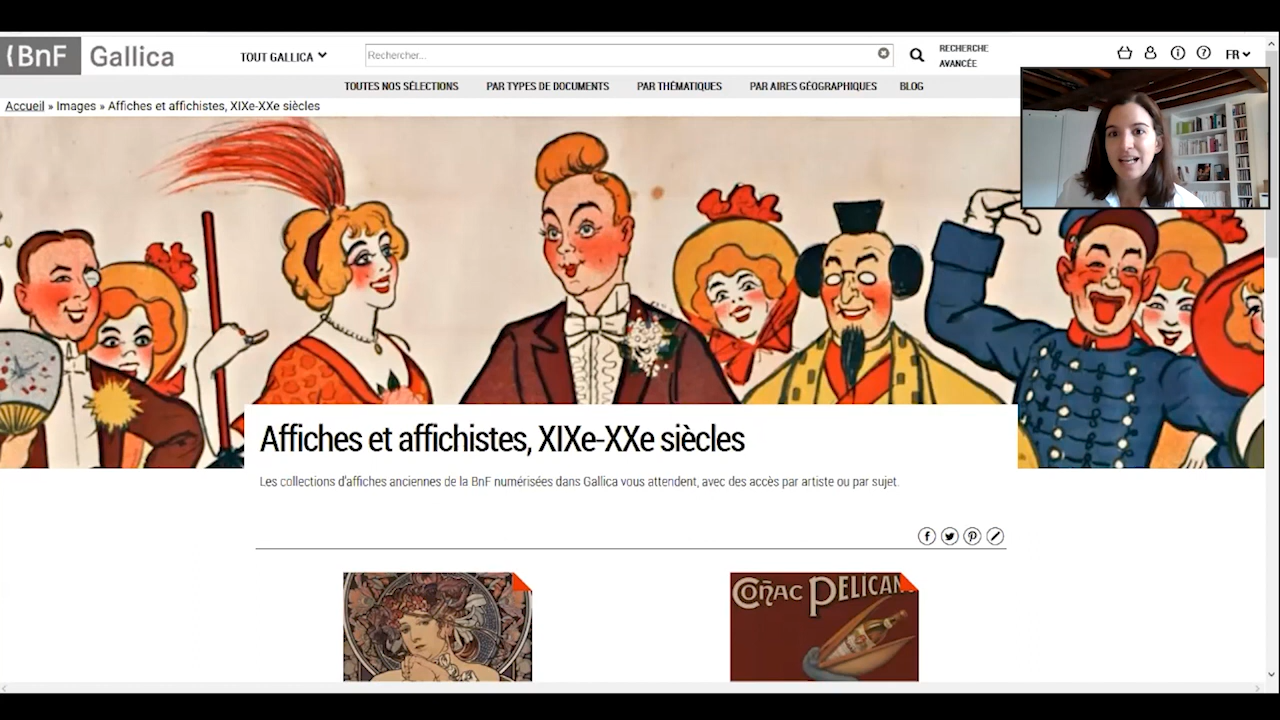 {BnF Gallica
TOUT GALLICA
Rechercher...
RECHERCHE
AVANCÉE
FR
TOUTES NOS SÉLECTIONS PAR TYPES DE DOCUMENTS PAR THÉMATIQUES PAR AIRES GÉOGRAPHIQUES BLOG
Accueil » Images » Affiches et affichistes, XIXe-XXe siècles
Affiches et affichistes, XIXe-XXe siècles
Les collections d'affiches anciennes de la BnF numérisées dans Gallica vous attendent, avec des accès par artiste ou par sujet.
COÑAC PELICAN